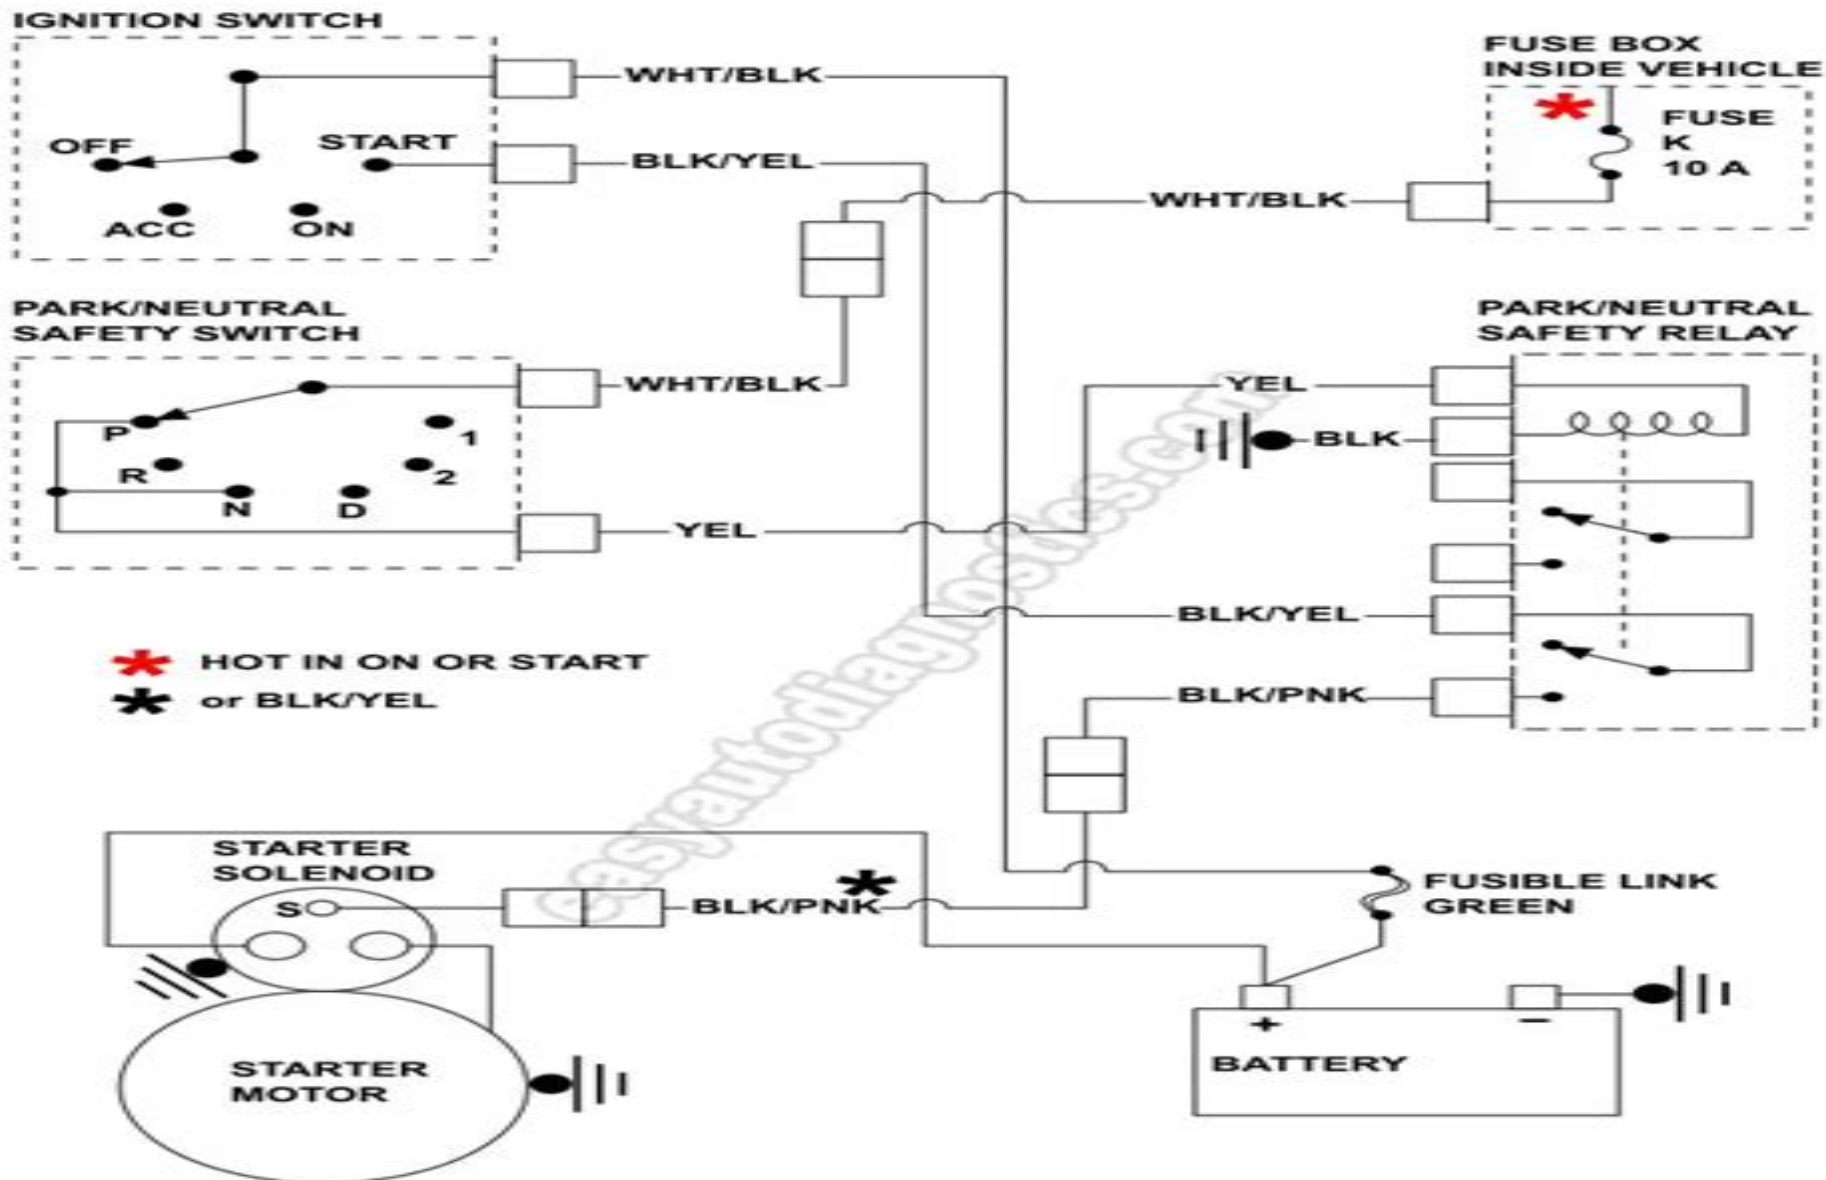 IGNITION SWITCH
WHT/BLK
OFF
START
BLK/YEL
ACC
ON
FUSE BOX
INSIDE VEHICLE
*
FUSE
K
10 A
WHT/BLK
PARK/NEUTRAL
SAFETY SWITCH
WHT/BLK
P
1
R
2
N
D
YEL
PARK/NEUTRAL
SAFETY RELAY
YEL
BLK
BLK/YEL
BLK/PNK
* HOT IN ON OR START
* or BLK/YEL
easyautodiagnostics.com
STARTER
SOLENOID
S
*
BLK/PNK
FUSIBLE LINK
GREEN
STARTER
MOTOR
+
−
BATTERY